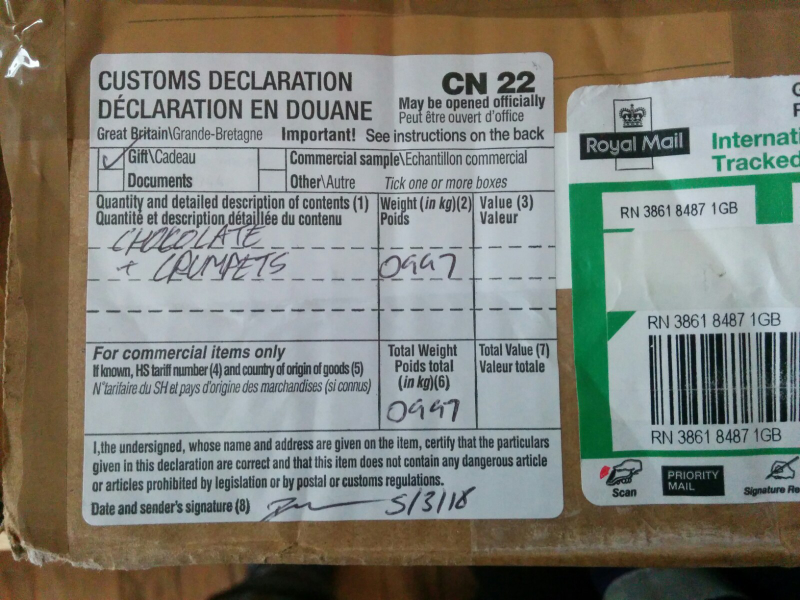 CUSTOMS DECLARATION
DÉCLARATION EN DOUANE
CN 22
May be opened officially
Peut être ouvert d'office
Great Britain\Grande-Bretagne Important! See instructions on the back
✓ Gift\Cadeau Commercial sample\Echantillon commercial
Documents Other\Autre Tick one or more boxes
Quantity and detailed description of contents (1) Weight (in kg)(2) Value (3)
Quantité et description détaillée du contenu Poids Valeur
CHOCOLATE
+ CRUMPETS 0997
For commercial items only Total Weight Total Value (7)
If known, HS tariff number (4) and country of origin of goods (5) Poids total Valeur totale
N°tarifaire du SH et pays d'origine des marchandises (si connus) (in kg)(6)
0997
I,the undersigned, whose name and address are given on the item, certify that the particulars
given in this declaration are correct and that this item does not contain any dangerous article
or articles prohibited by legislation or by postal or customs regulations.
Date and sender's signature (8) 5/3/18
Royal Mail
Internati
Tracked
RN 3861 8487 1GB
RN 3861 8487 1GB
RN 3861 8487 1GB
Scan
PRIORITY
MAIL
Signature Re